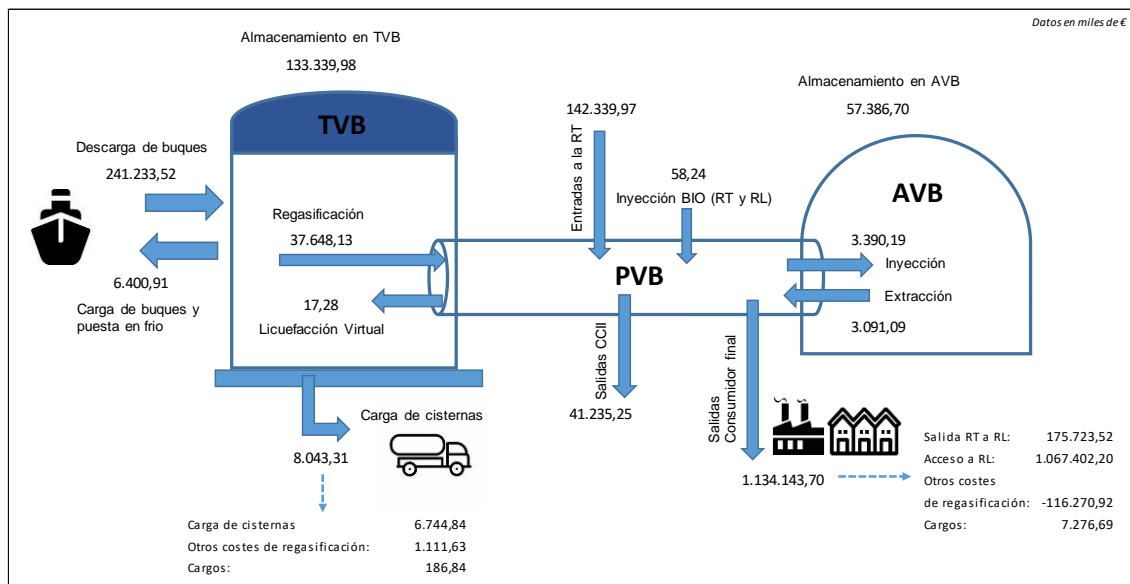 Datos en miles de €
Almacenamiento en TVB
133.339,98
TVB
Descarga de buques
241.233,52
6.400,91
Carga de buques y
puesta en frio
Regasificación
37.648,13
17,28
Licuefacción Virtual
Carga de cisternas
8.043,31
Carga de cisternas 6.744,84
Otros costes de regasificación: 1.111,63
Cargos: 186,84
142.339,97
Entradas a la RT
58,24
Inyección BIO (RT y RL)
PVB
Salidas CCII
41.235,25
Salidas
Consumidor final
1.134.143,70
Almacenamiento en AVB
57.386,70
AVB
3.390,19
Inyección
Extracción
3.091,09
Salida RT a RL: 175.723,52
Acceso a RL: 1.067.402,20
Otros costes
de regasificación: -116.270,92
Cargos: 7.276,69